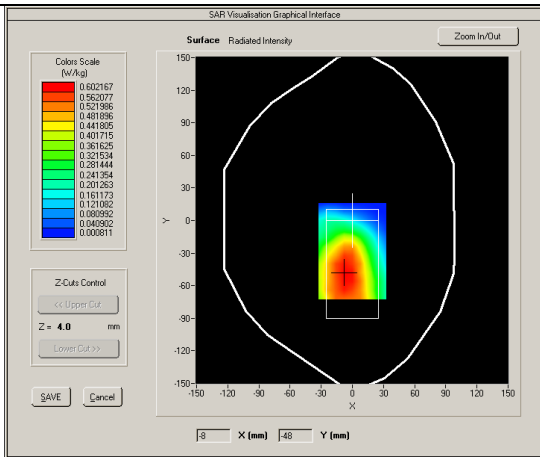 SAR Visualisation Graphical Interface
Surface Radiated Intensity
Zoom In/Out
Colors Scale
(W/kg)
0.602167
0.562077
0.521986
0.481896
0.441805
0.401715
0.361625
0.321534
0.281444
0.241354
0.201263
0.161173
0.121082
0.080992
0.040902
0.000811
Z-Cuts Control
<< Upper Cut
Z = 4.0 mm
Lower Cut >>
SAVE Cancel
150
120
90
60
30
0
-30
-60
-90
-120
-150
Y
-150 -120 -90 -60 -30 0 30 60 90 120 150
X
-8 X (mm) -48 Y (mm)